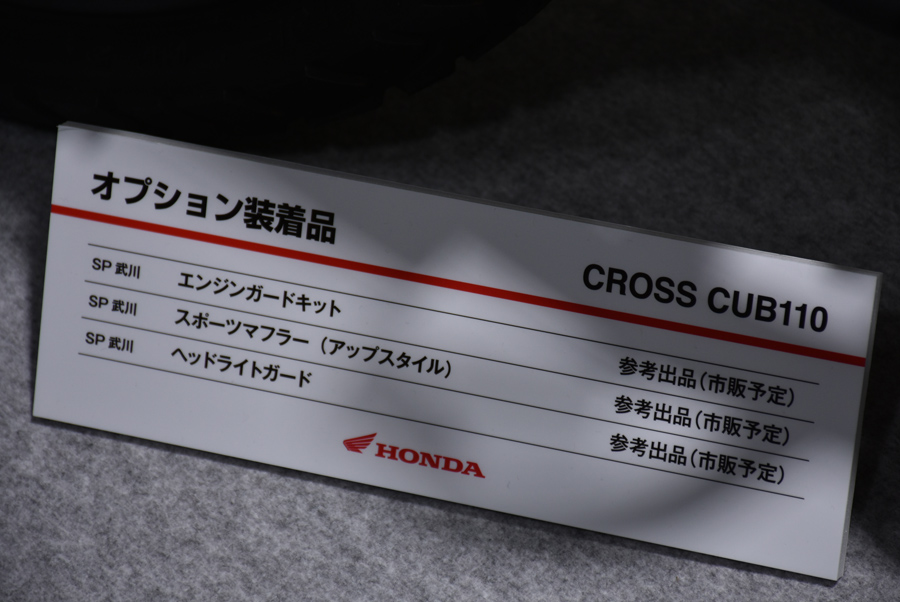 オプション装着品
CROSS CUB110
SP 武川 エンジンガードキット 参考出品(市販予定)
SP 武川 スポーツマフラー(アップスタイル) 参考出品(市販予定)
SP 武川 ヘッドライトガード 参考出品(市販予定)
HONDA